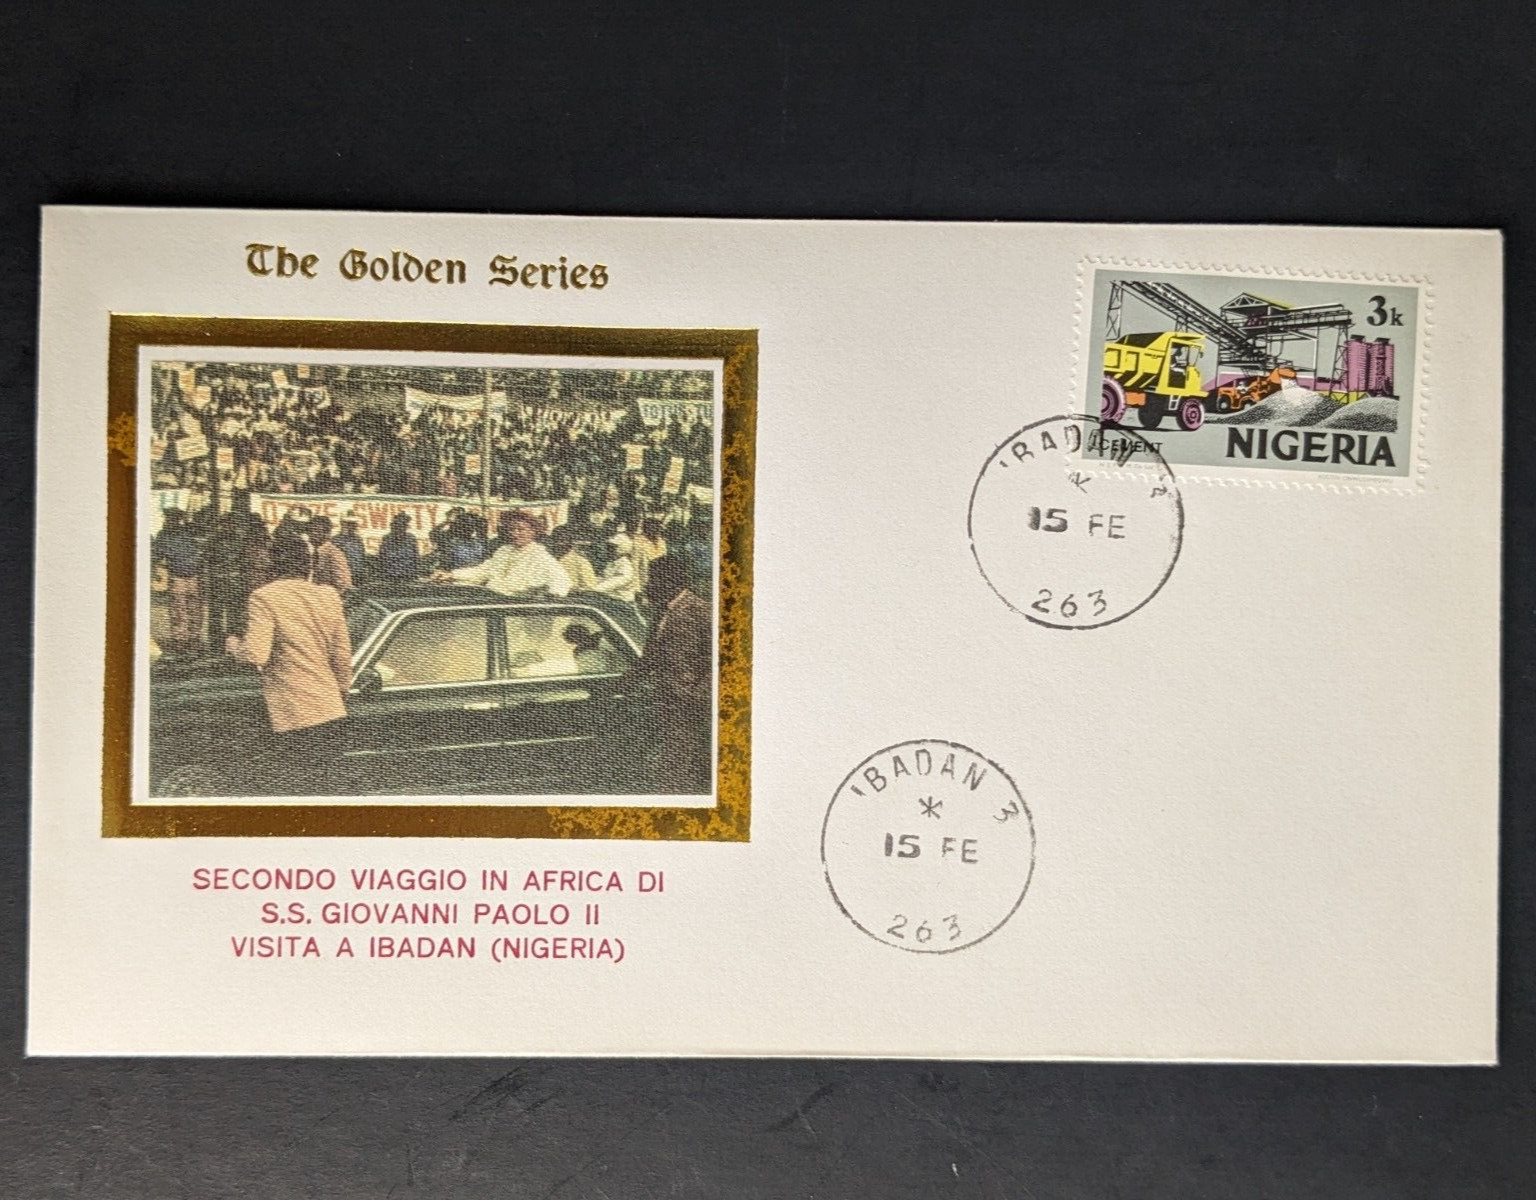 The Golden Series
3k
CEMENT
NIGERIA
IBADAN 3
*
15 FE
263
IBADAN 3
*
15 FE
263
SECONDO VIAGGIO IN AFRICA DI
S.S. GIOVANNI PAOLO II
VISITA A IBADAN (NIGERIA)